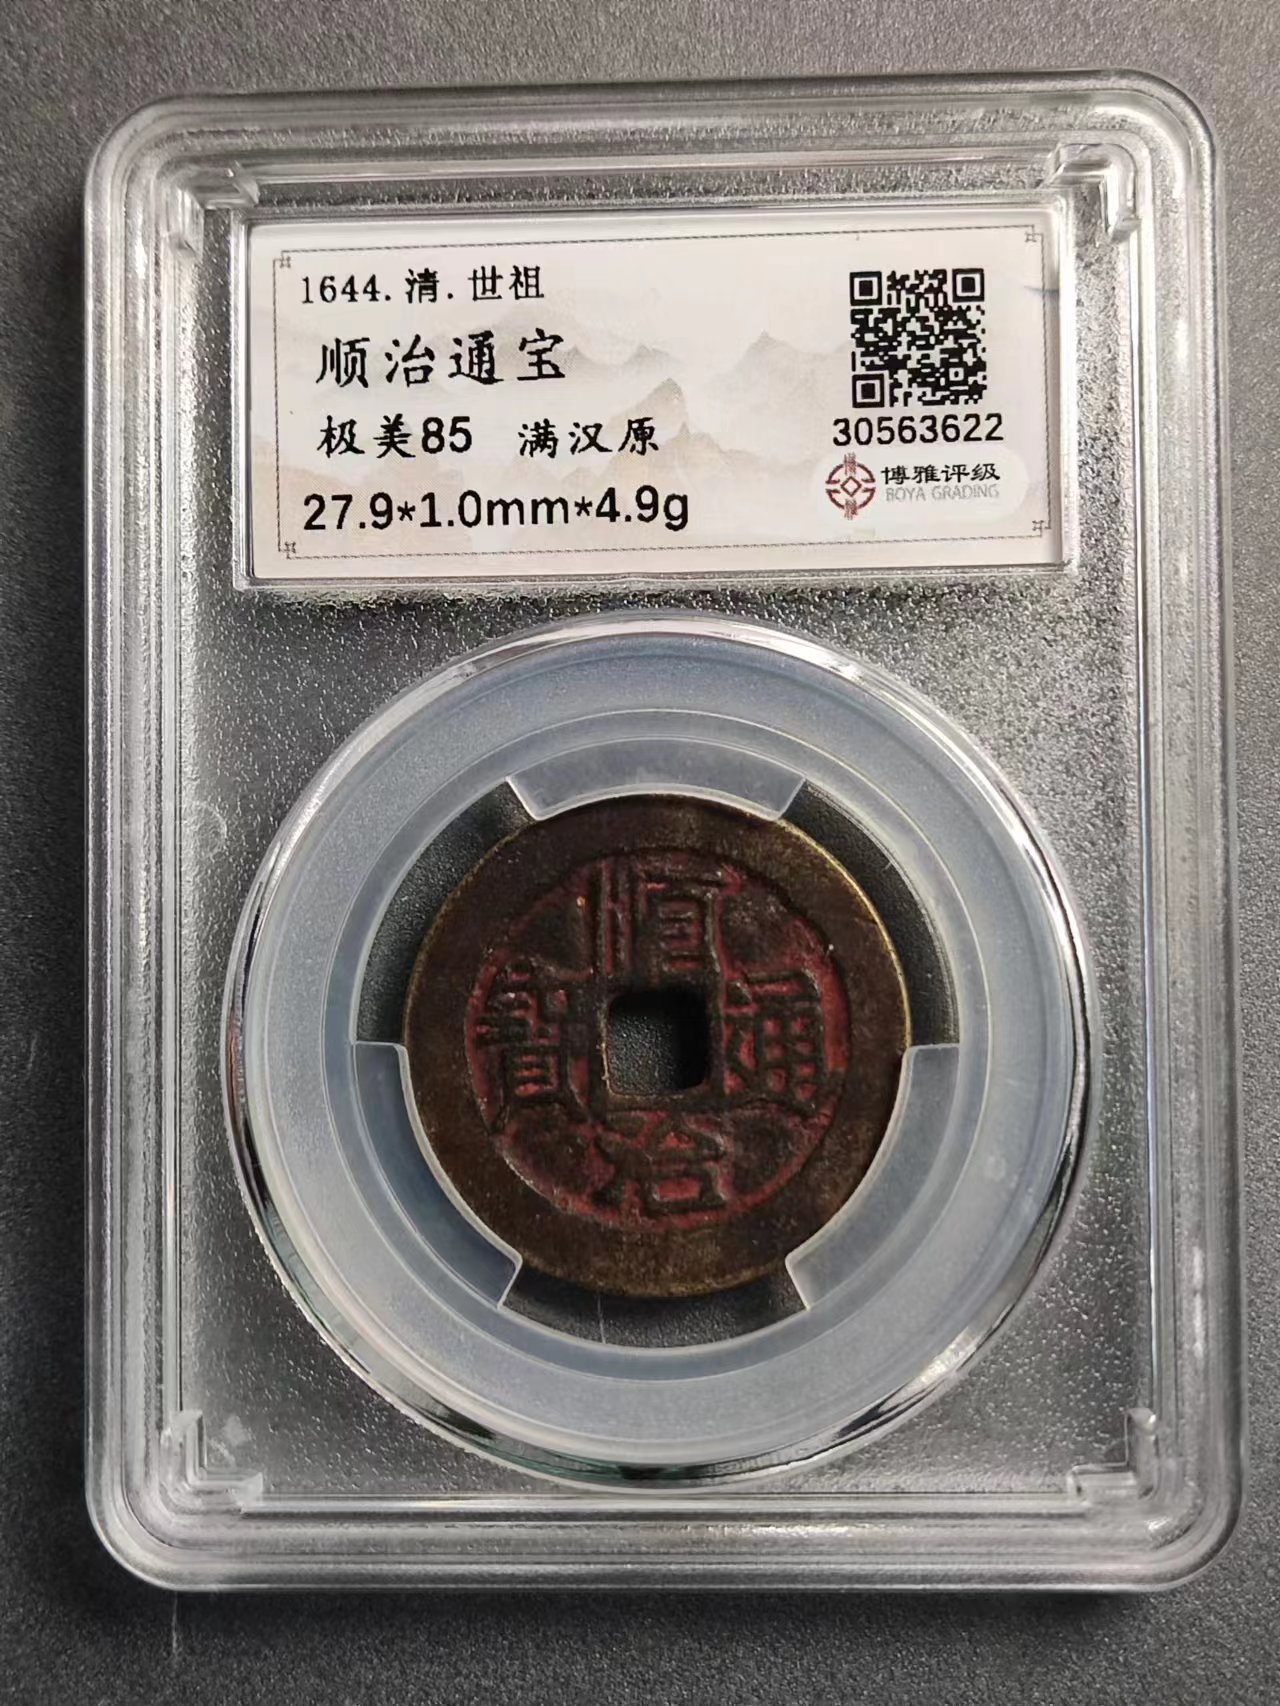 1644.清.世祖
顺治通宝
极美85 满汉原
27.9*1.0mm*4.9g
30563622
博雅评级
BOYA GRADING
順治通寶